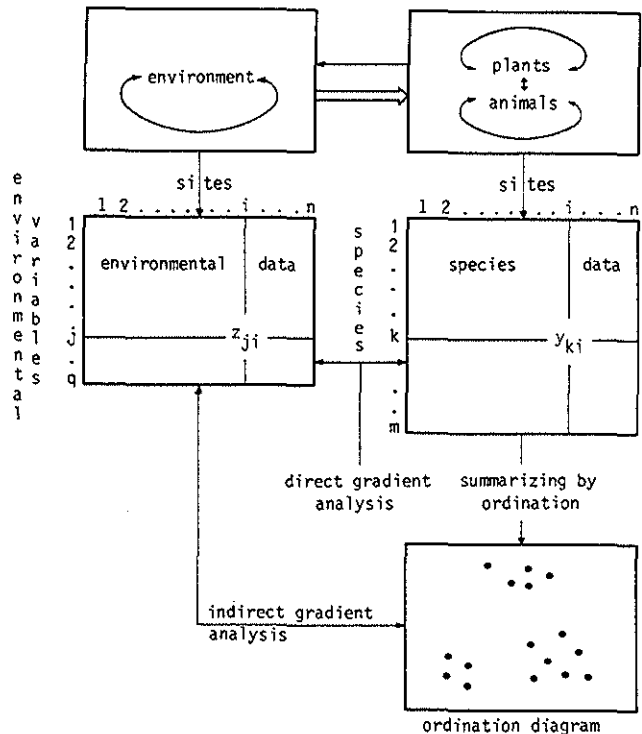 environment
plants
animals
sites
sites
1 2 . . . . . . . i . . . n
1 2 . . . . . . . i . . . n
environmental
variables
1
2
.
.
.
j
.
q
environmental data
z_ji
species
1
2
.
.
.
k
.
.
m
species data
y_ki
direct gradient
analysis
summarizing by
ordination
indirect gradient
analysis
ordination diagram